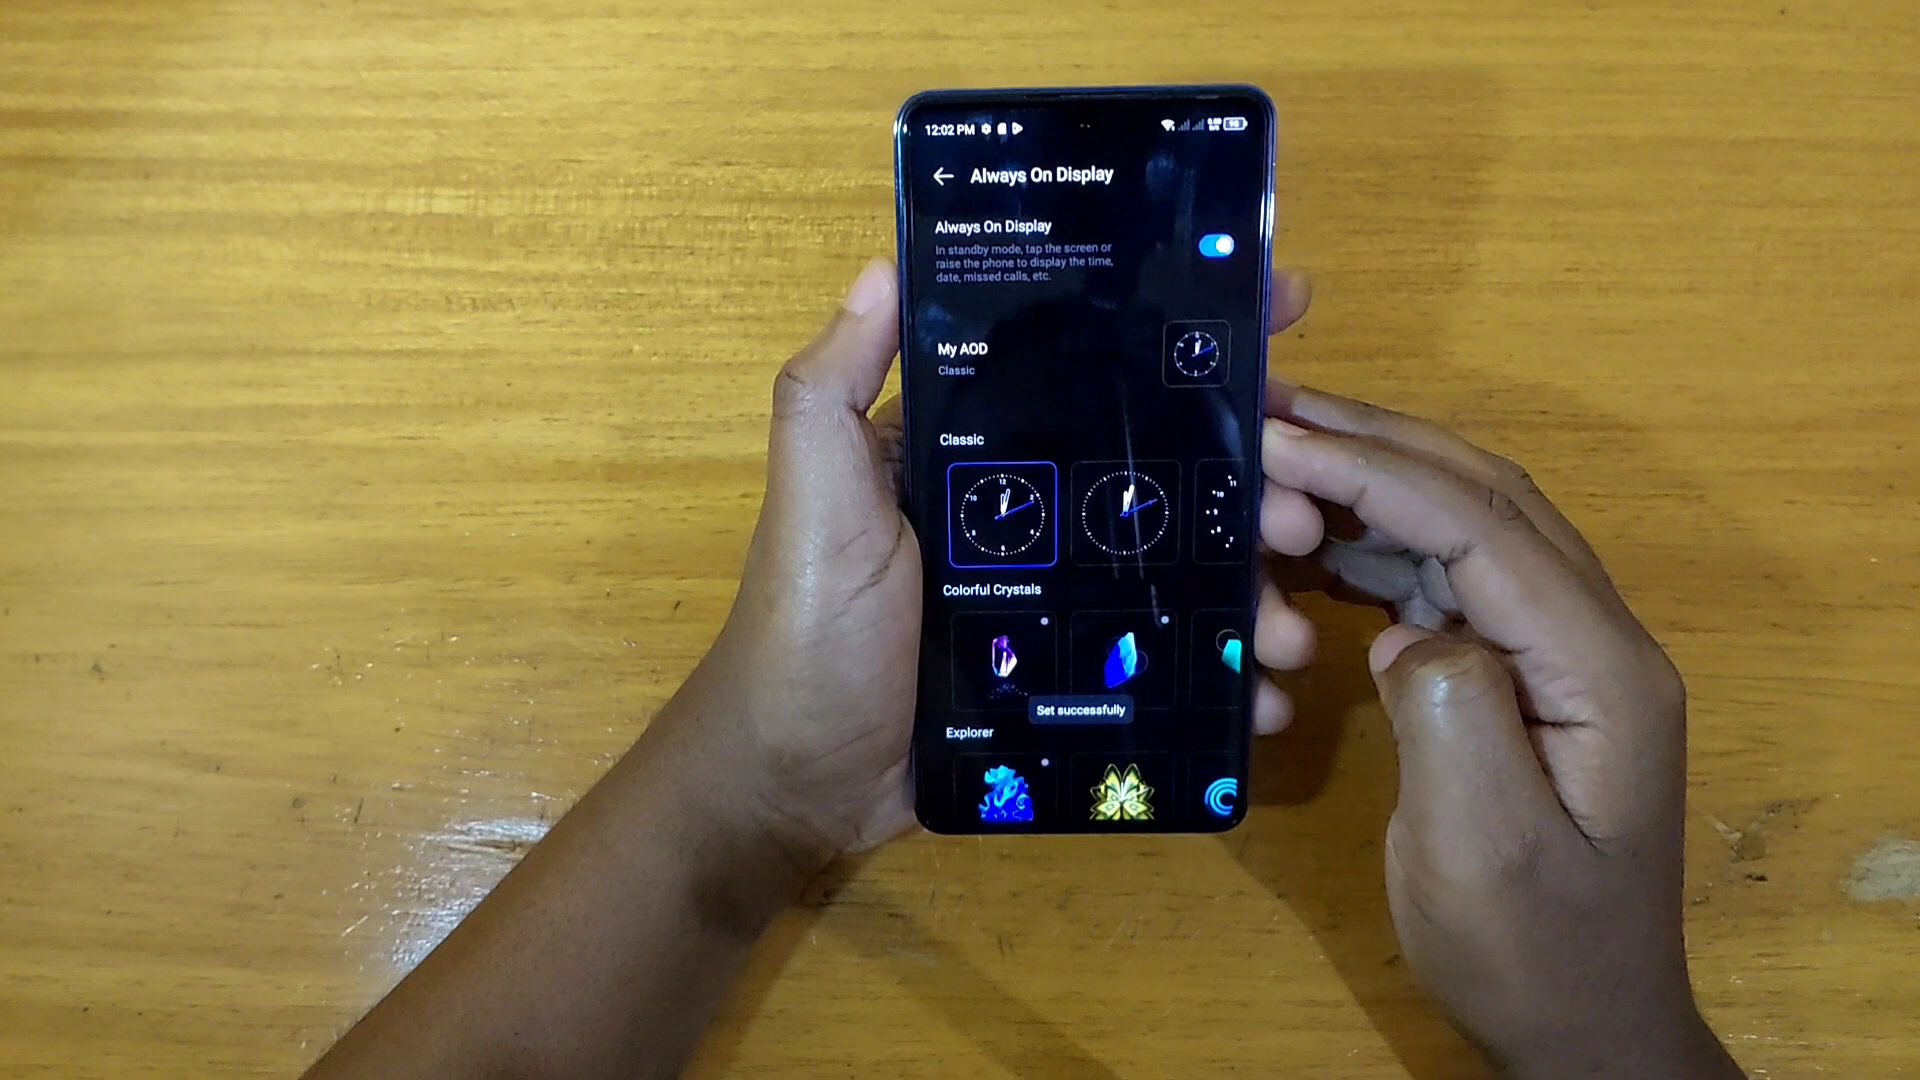 12:02 PM
98
Always On Display
Always On Display
In standby mode, tap the screen or
raise the phone to display the time,
date, missed calls, etc.
My AOD
Classic
Classic
Colorful Crystals
Set successfully
Explorer